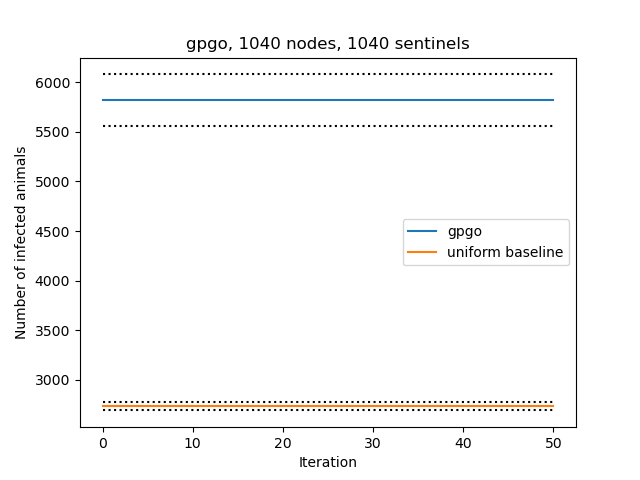 gpgo, 1040 nodes, 1040 sentinels
6000
5500
5000
4500
4000
3500
3000
Number of infected animals
gpgo
uniform baseline
0
10
20
30
40
50
Iteration